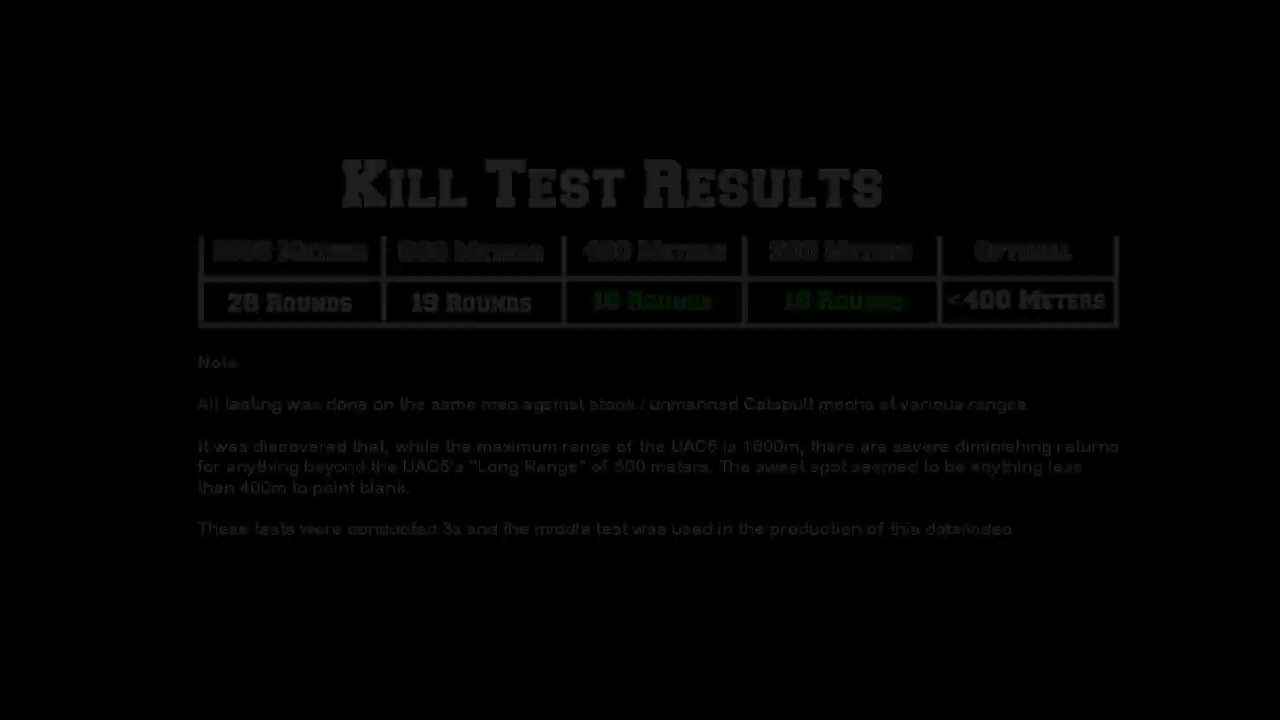 Kill Test Results
Meters Meters 400 Meters 200 Meters Optimal
28 Rounds 19 Rounds Rounds Rounds <400 Meters
Note
All testing was done on the same map against stock / unmanned Catapult mechs at various ranges
It was discovered that, while the maximum range of the UAC5 is 1800m, there are severe diminishing returns
for anything beyond the UAC5's "Long Range" of 600 meters. The sweet spot seemed to be anything less
than 400m to point blank.
These tests were conducted 3x and the middle test was used in the production of this data/video